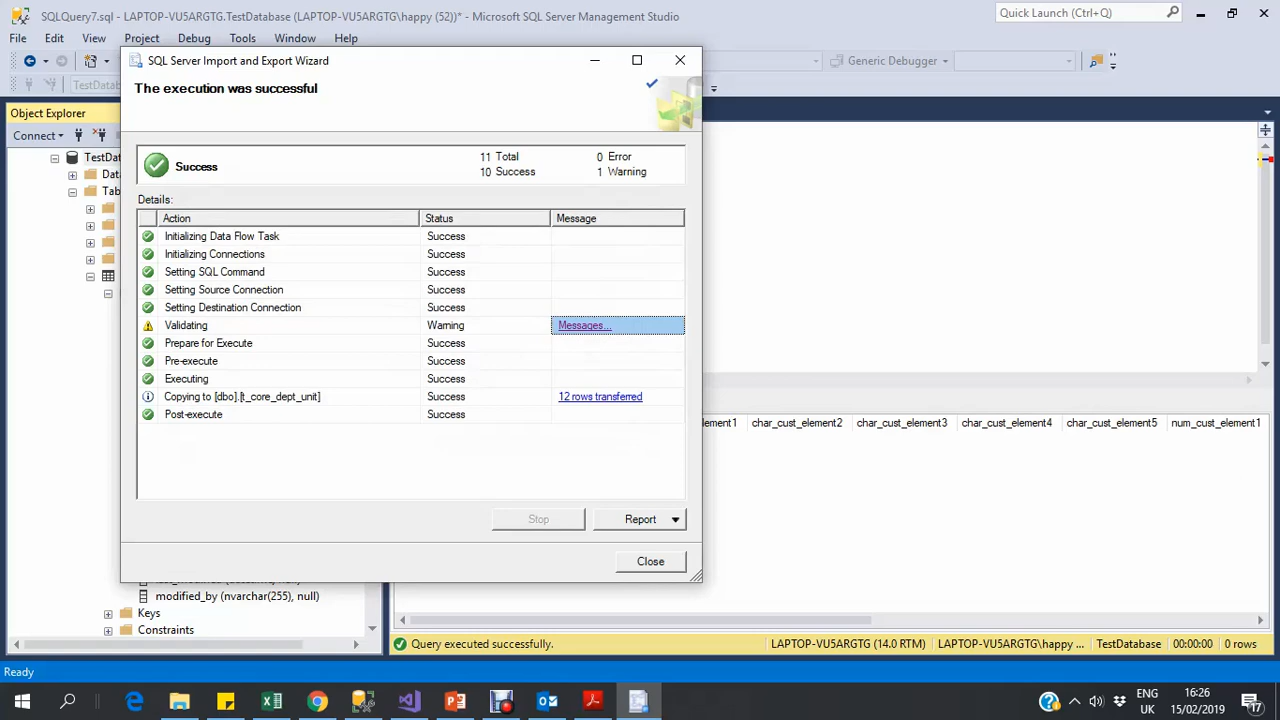 SQLQuery7.sql - LAPTOP-VU5ARGTG.TestDatabase (LAPTOP-VU5ARGTG\happy (52))* - Microsoft SQL Server Management Studio
Quick Launch (Ctrl+Q)
File Edit View Project Debug Tools Window Help
SQL Server Import and Export Wizard
Generic Debugger
The execution was successful
TestDat
Object Explorer
Connect
Success
11 Total 0 Error
10 Success 1 Warning
TestDat
Data
Tab
Details:
Action Status Message
Initializing Data Flow Task Success
Initializing Connections Success
Setting SQL Command Success
Setting Source Connection Success
Setting Destination Connection Success
Validating Warning Messages...
Prepare for Execute Success
Pre-execute Success
Executing Success
Copying to [dbo].[t_core_dept_unit] Success 12 rows transferred
Post-execute Success
element1 char_cust_element2 char_cust_element3 char_cust_element4 char_cust_element5 num_cust_element1
Stop Report
Close
modified_by (nvarchar(255), null)
Keys
Constraints
Query executed successfully. LAPTOP-VU5ARGTG (14.0 RTM) LAPTOP-VU5ARGTG\happy ... TestDatabase 00:00:00 0 rows
Ready
ENG 16:26
UK 15/02/2019 17